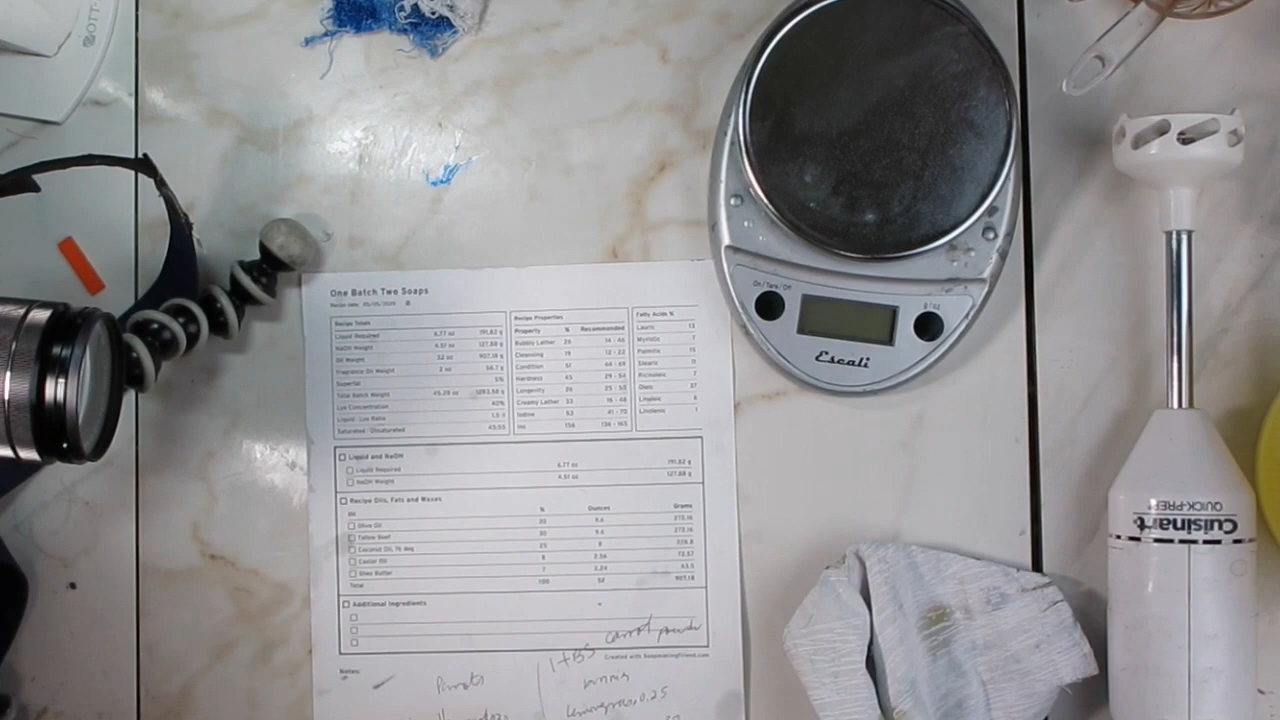 OTT-
One Batch Two Soaps
Recipe Totals
Liquid Required 6.77 oz 191.82 g
NaOH Weight 4.51 oz 127.88 g
Oil Weight 32 oz 907.18 g
Fragrance Oil Weight 2 oz 56.7 g
Superfat 5%
Total Batch Weight 45.28 oz
Lye Concentration 40%
Liquid : Lye Ratio 1.5:1
Saturated : Unsaturated 45:55
Recipe Properties
Property % Recommended
Bubbly Lather 26 14 - 46
Cleansing 19 12 - 22
Condition 51 44 - 69
Hardness 45 29 - 54
Longevity 26 25 - 50
Creamy Lather 33 16 - 48
Iodine 53 41 - 70
Ins 156 136 - 165
Fatty Acids %
Lauric 12
Myristic 7
Palmitic 15
Stearic 11
Ricinoleic 7
Oleic 37
Linoleic 6
Linolenic 1
Liquid and NaOH
Liquid Required 6.77 oz 191.82 g
NaOH Weight 4.51 oz 127.88 g
Recipe Oils, Fats and Waxes
Oil % Ounces Grams
Olive Oil 30 9.6 272.16
Tallow Beef 30 9.6 272.16
Coconut Oil, 76 deg 25 8 226.8
Castor Oil 8 2.56 72.57
Shea Butter 7 2.24 63.5
Total 100 32 907.18
Additional Ingredients
Created with Soapmakingfriend.com
Notes:
1 TBS carrot powder
Lemongrass 0.25
On / Tare / Off
g / oz
Escali
Cuisinart
QUICK-PREP